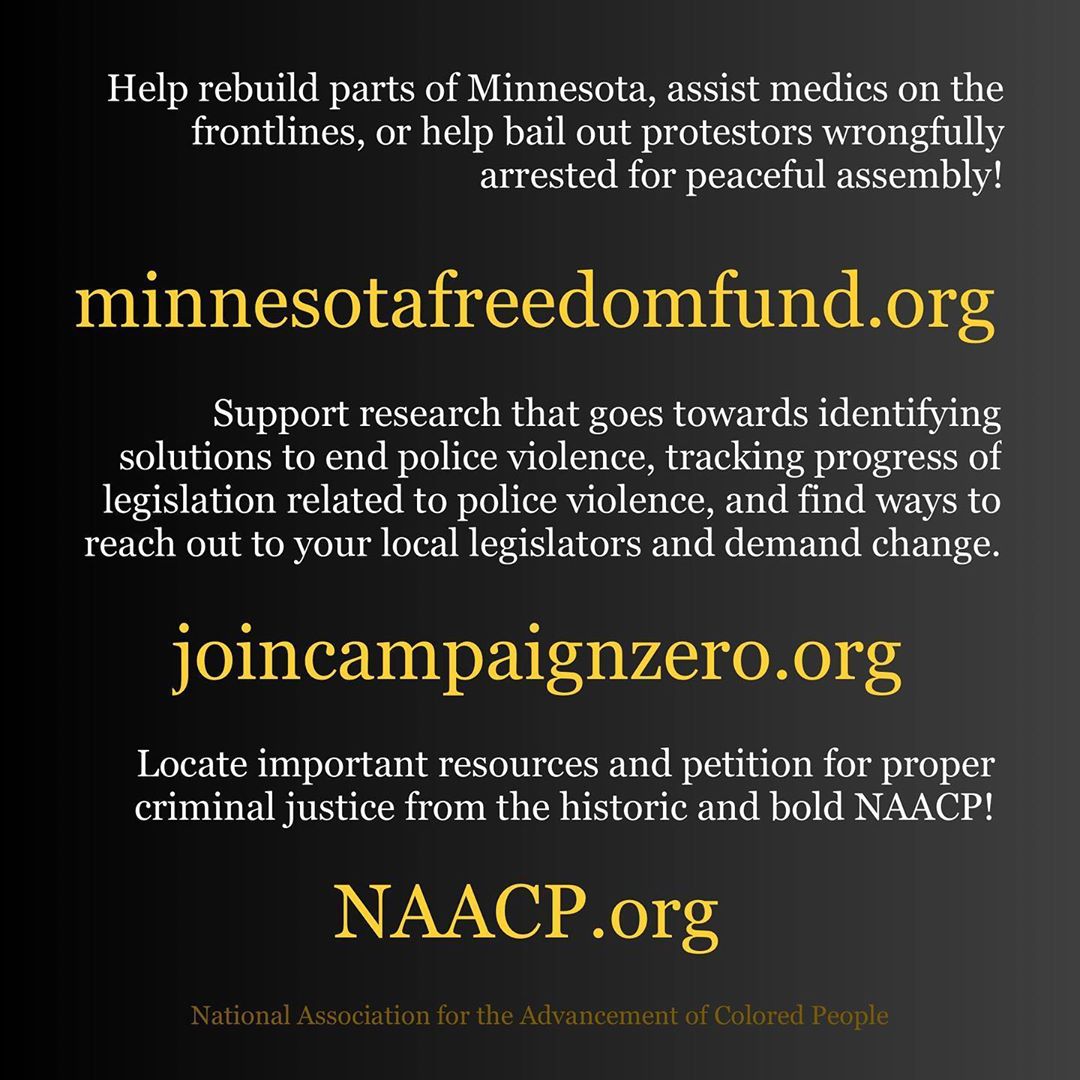 Help rebuild parts of Minnesota, assist medics on the
frontlines, or help bail out protestors wrongfully
arrested for peaceful assembly!
minnesotafreedomfund.org
Support research that goes towards identifying
solutions to end police violence, tracking progress of
legislation related to police violence, and find ways to
reach out to your local legislators and demand change.
joincampaignzero.org
Locate important resources and petition for proper
criminal justice from the historic and bold NAACP!
NAACP.org
National Association for the Advancement of Colored People